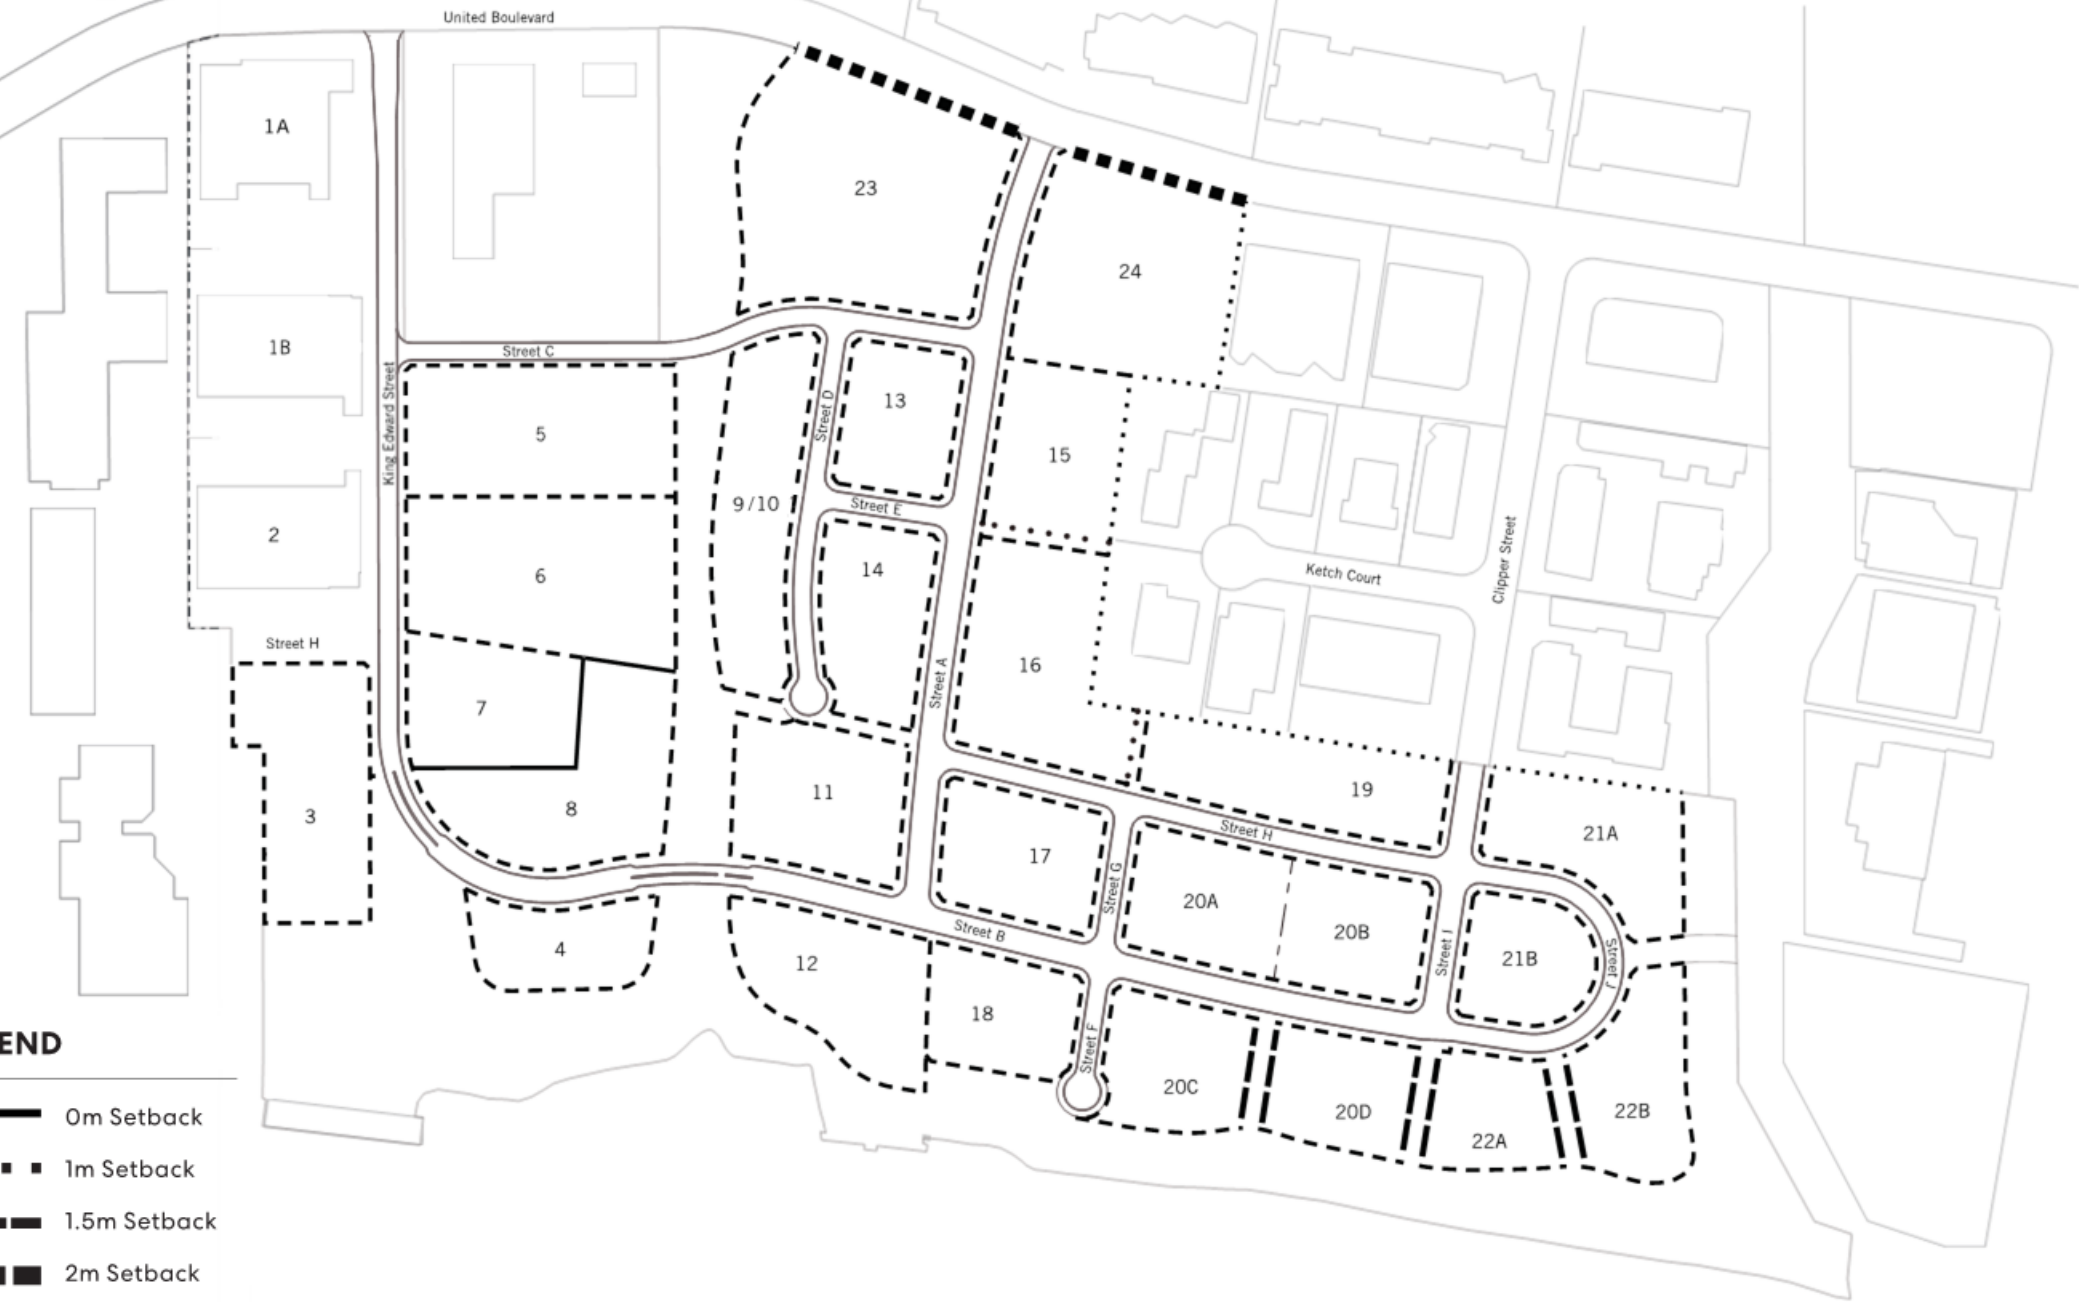 United Boulevard
1A
23
24
1B
Street C
King Edward Street
13
Street D
5
15
9/10
Street E
2
14
6
Ketch Court
Clipper Street
Street H
16
Street A
7
19
11
8
3
Street H
21A
17
Street G
20A
20B
Street B
4
12
Street I
21B
Street J
18
Street F
20C
20D
22A
22B
END
0m Setback
1m Setback
1.5m Setback
2m Setback